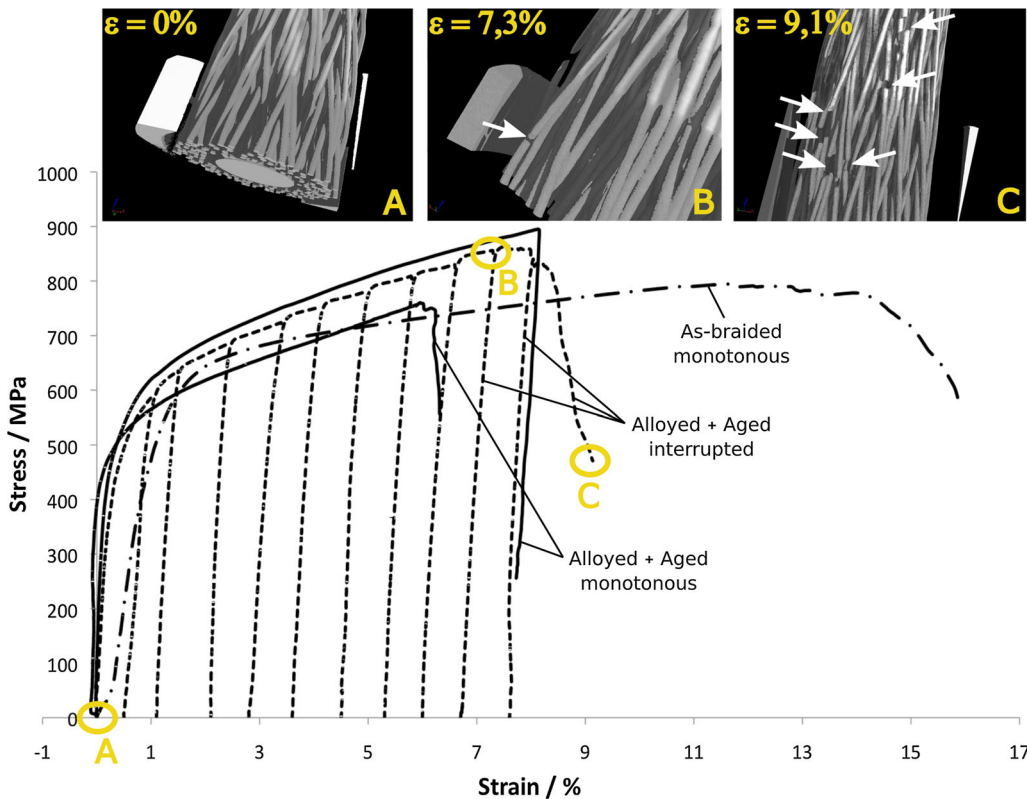 ε = 0%
ε = 7,3%
ε = 9,1%
A
B
C
1000
900
800
700
600
500
400
300
200
100
0
Stress / MPa
B
As-braided
monotonous
Alloyed + Aged
interrupted
C
Alloyed + Aged
monotonous
A
-1
1
3
5
7
9
11
13
15
17
Strain / %